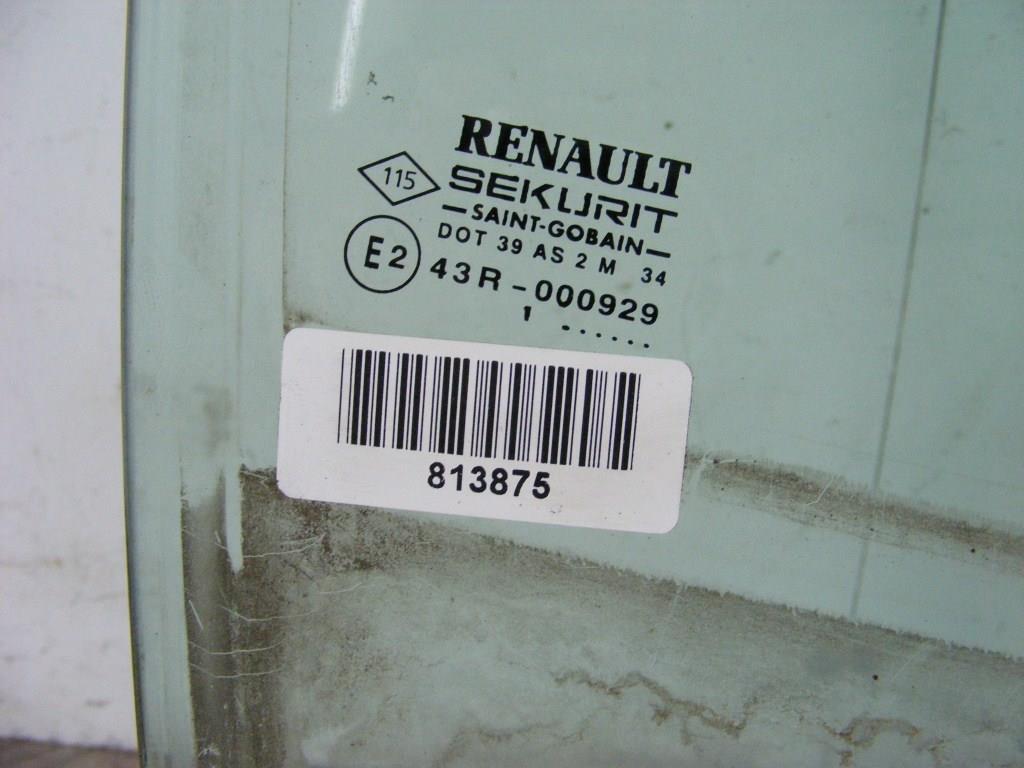 RENAULT
115 SEKURIT
—SAINT-GOBAIN—
DOT 39 AS 2 M 34
E2 43R-000929
1 ......
813875